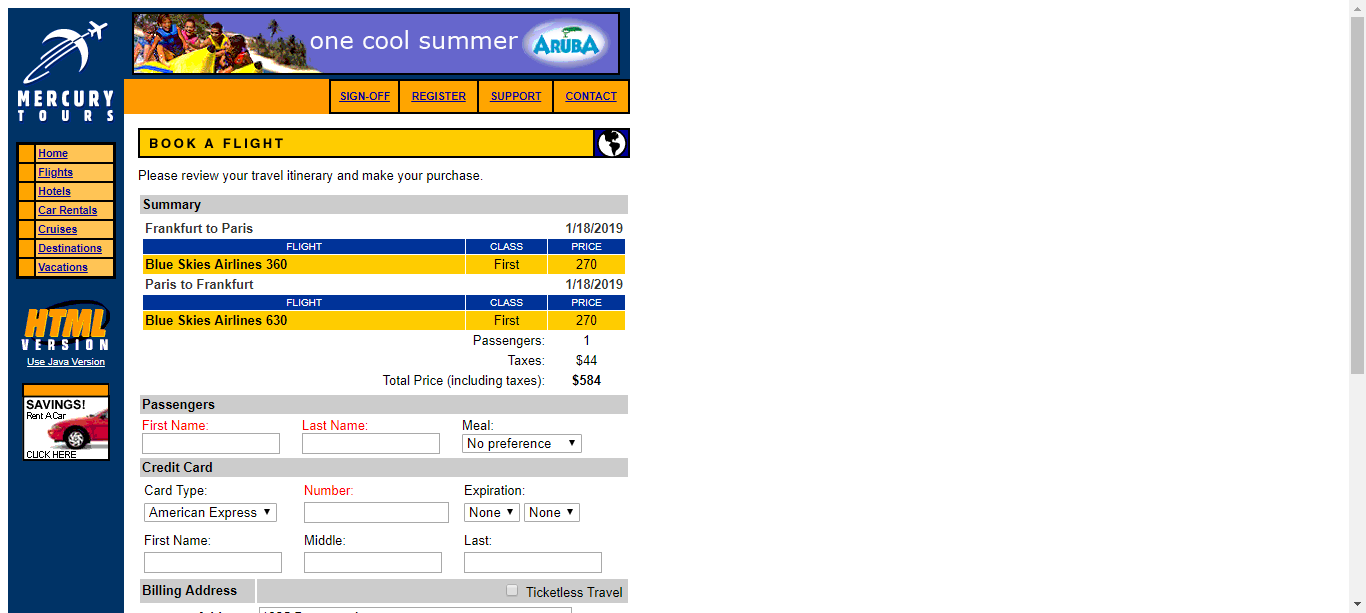 one cool summer ARUBA
MERCURY TOURS
SIGN-OFF REGISTER SUPPORT CONTACT
BOOK A FLIGHT
Home
Flights
Hotels
Car Rentals
Cruises
Destinations
Vacations
HTML
VERSION
Use Java Version
SAVINGS!
Rent A Car
CLICK HERE
Please review your travel itinerary and make your purchase.
Summary
Frankfurt to Paris 1/18/2019
FLIGHT CLASS PRICE
Blue Skies Airlines 360 First 270
Paris to Frankfurt 1/18/2019
FLIGHT CLASS PRICE
Blue Skies Airlines 630 First 270
Passengers: 1
Taxes: $44
Total Price (including taxes): $584
Passengers
First Name: Last Name: Meal:
No preference
Credit Card
Card Type: Number: Expiration:
American Express None None
First Name: Middle: Last:
Billing Address Ticketless Travel